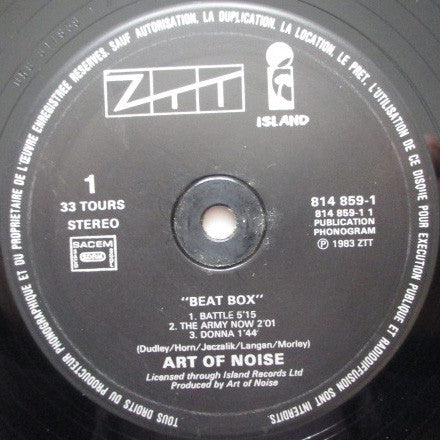 TOUS DROITS DU PRODUCTEUR PHONOGRAPHIQUE ET DU PROPRIETAIRE DE L'ŒUVRE ENREGISTREE RESERVES. SAUF AUTORISATION, LA DUPLICATION, LA LOCATION, LE PRET, L'UTILISATION DE CE DISQUE POUR EXECUTION PUBLIQUE ET RADIODIFFUSION SONT INTERDITS.
ZTT
ISLAND
1
33 TOURS
STEREO
SACEM
SDRM
814 859-1
814 859-1 1
PUBLICATION
PHONOGRAM
Ⓟ 1983 ZTT
"BEAT BOX"
1. BATTLE 5'15
2. THE ARMY NOW 2'01
3. DONNA 1'44
(Dudley/Horn/Jeczalik/Langan/Morley)
ART OF NOISE
Licensed through Island Records Ltd
Produced by Art of Noise